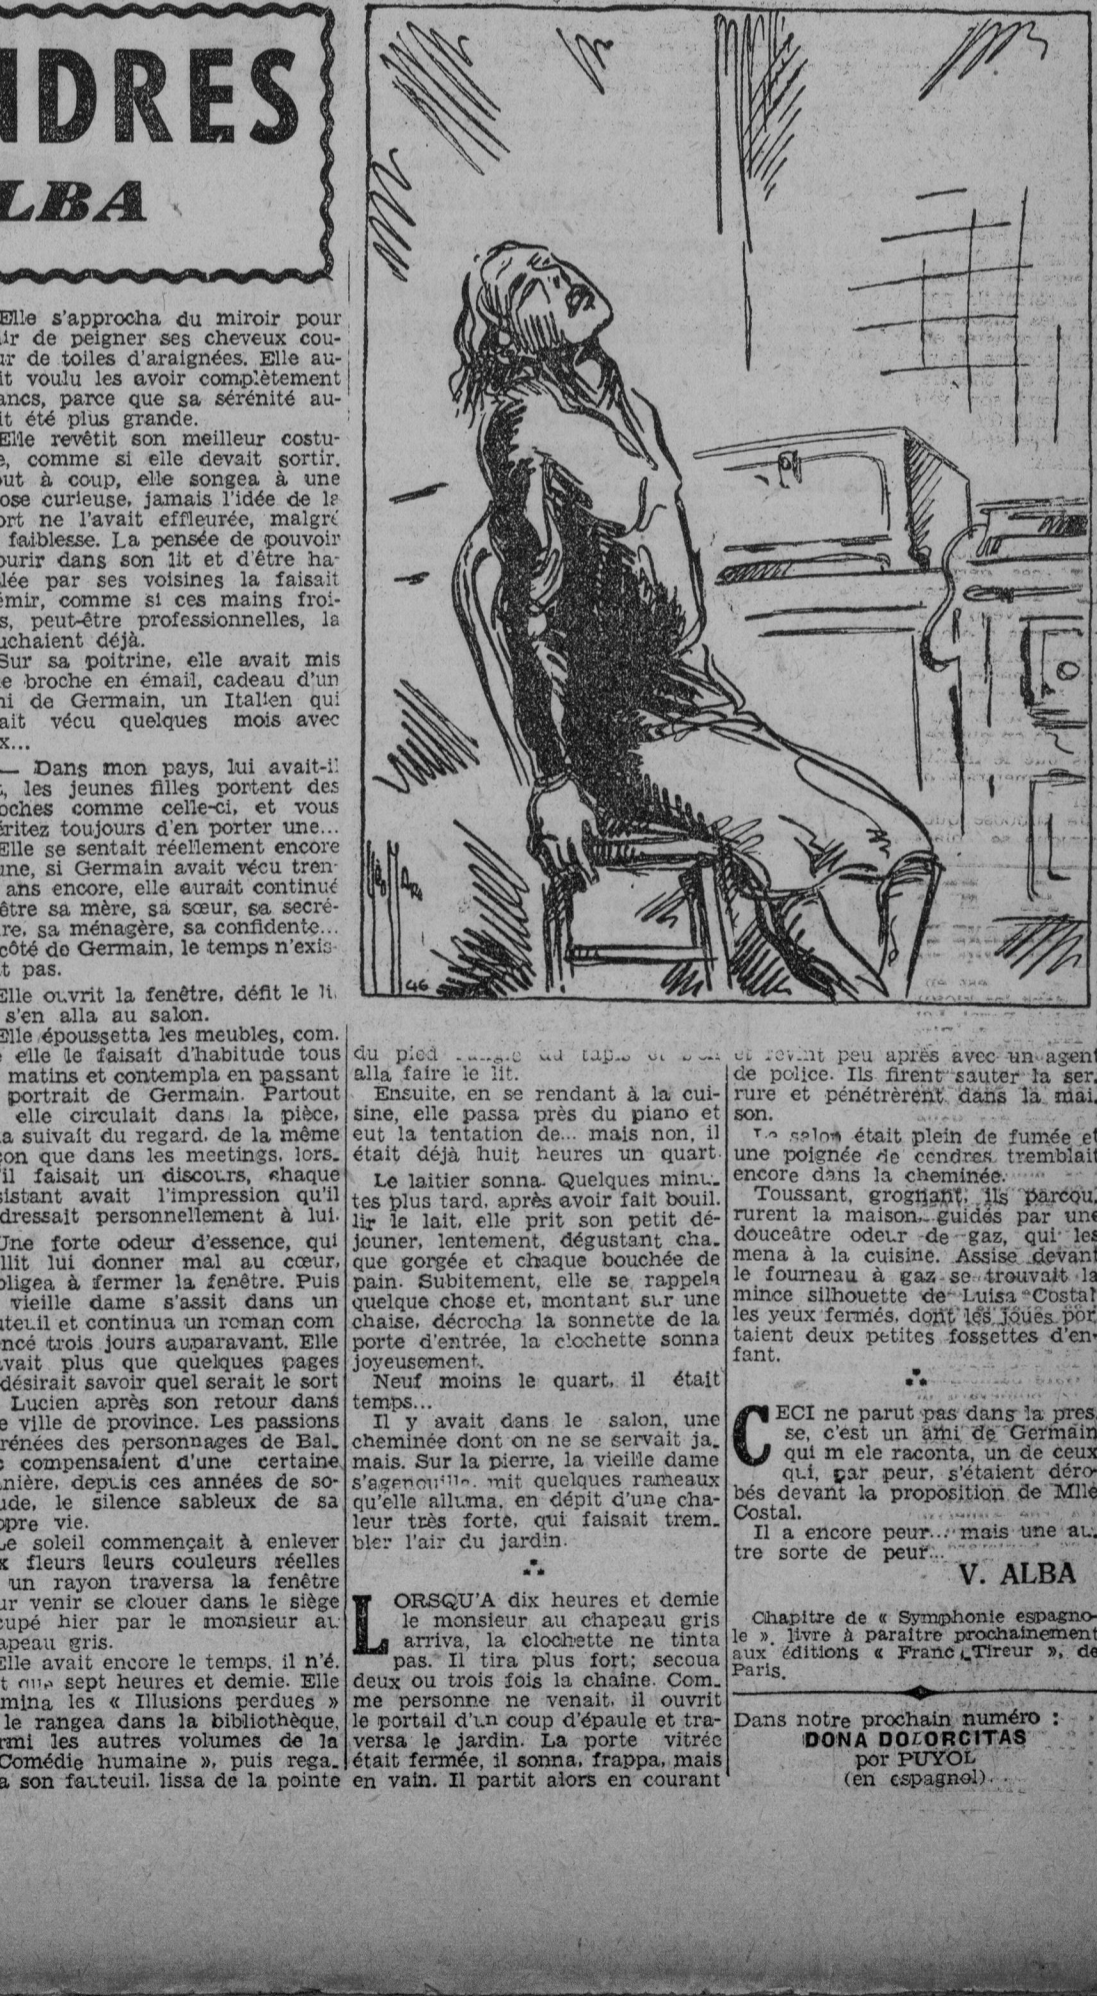 NDRES
LBA
Elle s'approcha du miroir pour
ir de peigner ses cheveux cou-
ur de toiles d'araignées. Elle au-
it voulu les avoir complètement
ancs, parce que sa sérénité au-
it été plus grande.
Elle revêtit son meilleur costu-
e, comme si elle devait sortir.
out à coup, elle songea à une
ose curieuse, jamais l'idée de la
ort ne l'avait effleurée, malgré
faiblesse. La pensée de pouvoir
ourir dans son lit et d'être ha-
lée par ses voisines la faisait
émir, comme si ces mains froi-
s, peut-être professionnelles, la
uchaient déjà.
Sur sa poitrine, elle avait mis
e broche en émail, cadeau d'un
ni de Germain, un Italien qui
ait vécu quelques mois avec
x...
— Dans mon pays, lui avait-il
t, les jeunes filles portent des
oches comme celle-ci, et vous
éritez toujours d'en porter une...
Elle se sentait réellement encore
une, si Germain avait vécu tren-
ans encore, elle aurait continué
être sa mère, sa sœur, sa secré-
re, sa ménagère, sa confidente...
côté de Germain, le temps n'exis-
t pas.
Elle ouvrit la fenêtre, défit le li
s'en alla au salon.
Elle époussetta les meubles, com.
e elle le faisait d'habitude tous
matins et contempla en passant
portrait de Germain. Partout
elle circulait dans la pièce,
a suivait du regard, de la même
çon que dans les meetings, lors.
'il faisait un discours, chaque
sistant avait l'impression qu'il
dressait personnellement à lui.
Une forte odeur d'essence, qui
llit lui donner mal au cœur,
bligea à fermer la fenêtre. Puis
vieille dame s'assit dans un
uteuil et continua un roman com
encé trois jours auparavant. Elle
avait plus que quelques pages
désirait savoir quel serait le sort
Lucien après son retour dans
e ville de province. Les passions
rénées des personnages de Bal.
c compensaient d'une certaine
anière, depuis ces années de so-
ude, le silence sableux de sa
opre vie.
Le soleil commençait à enlever
x fleurs leurs couleurs réelles
un rayon traversa la fenêtre
ur venir se clouer dans le siège
cupé hier par le monsieur au
apeau gris.
Elle avait encore le temps, il n'é.
t que sept heures et demie. Elle
mina les « Illusions perdues »
le rangea dans la bibliothèque,
rmi les autres volumes de la
Comédie humaine », puis rega.
a son fauteuil, lissa de la pointe
46
du pied du tapis et
alla faire le lit.
Ensuite, en se rendant à la cui-
sine, elle passa près du piano et
eut la tentation de... mais non, il
était déjà huit heures un quart.
Le laitier sonna. Quelques minu.
tes plus tard, après avoir fait bouil.
lir le lait, elle prit son petit dé-
jeuner, lentement, dégustant cha.
que gorgée et chaque bouchée de
pain. Subitement, elle se rappela
quelque chose et, montant sur une
chaise, décrocha la sonnette de la
porte d'entrée, la clochette sonna
joyeusement.
Neuf moins le quart, il était
temps...
Il y avait dans le salon, une
cheminée dont on ne se servait ja.
mais. Sur la pierre, la vieille dame
s'agenouilla, mit quelques rameaux
qu'elle alluma, en dépit d'une cha-
leur très forte, qui faisait trem.
bler l'air du jardin.
LORSQU'A dix heures et demie
le monsieur au chapeau gris
arriva, la clochette ne tinta
pas. Il tira plus fort; secoua
deux ou trois fois la chaîne. Com.
me personne ne venait, il ouvrit
le portail d'un coup d'épaule et tra-
versa le jardin. La porte vitrée
était fermée, il sonna, frappa, mais
en vain. Il partit alors en courant
et revint peu après avec un agent
de police. Ils firent sauter la ser.
rure et pénétrèrent dans la mai.
son.
Le salon était plein de fumée et
une poignée de cendres tremblait
encore dans la cheminée.
Toussant, grognant; ils parcou.
rurent la maison, guidés par une
douceâtre odeur de gaz, qui les
mena à la cuisine. Assise devant
le fourneau à gaz se trouvait la
mince silhouette de Luisa Costal
les yeux fermés, dont les joues por
taient deux petites fossettes d'en-
fant.
CECI ne parut pas dans la pres.
se, c'est un ami de Germain
qui m ele raconta, un de ceux
qui, par peur, s'étaient déro-
bés devant la proposition de Mlle
Costal.
Il a encore peur... mais une au.
tre sorte de peur...
V. ALBA
Chapitre de « Symphonie espagno-
le », livre à paraître prochainement
aux éditions « Franc-Tireur », de
Paris.
Dans notre prochain numéro :
DONA DOLORCITAS
par PUYOL
(en espagnol).